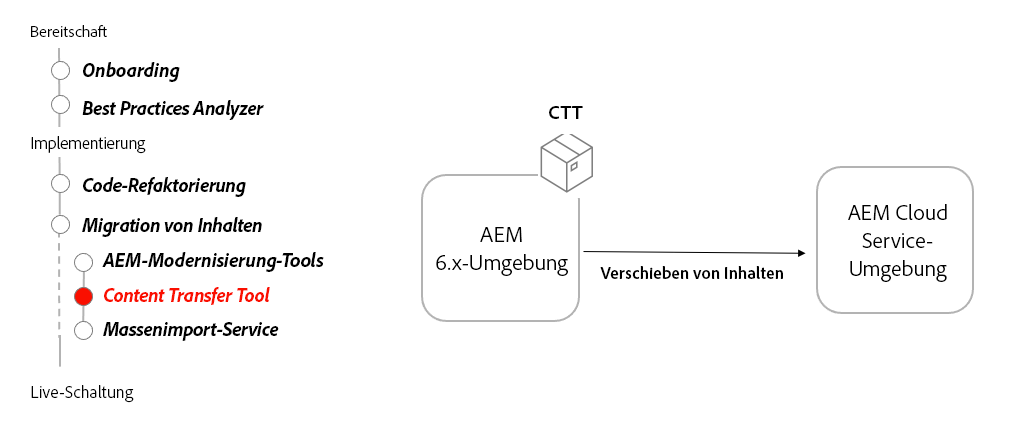 Bereitschaft
Onboarding
Best Practices Analyzer
Implementierung
Code-Refaktorierung
Migration von Inhalten
AEM-Modernisierung-Tools
Content Transfer Tool
Massenimport-Service
Live-Schaltung
CTT
AEM
6.x-Umgebung
Verschieben von Inhalten
AEM Cloud
Service-
Umgebung